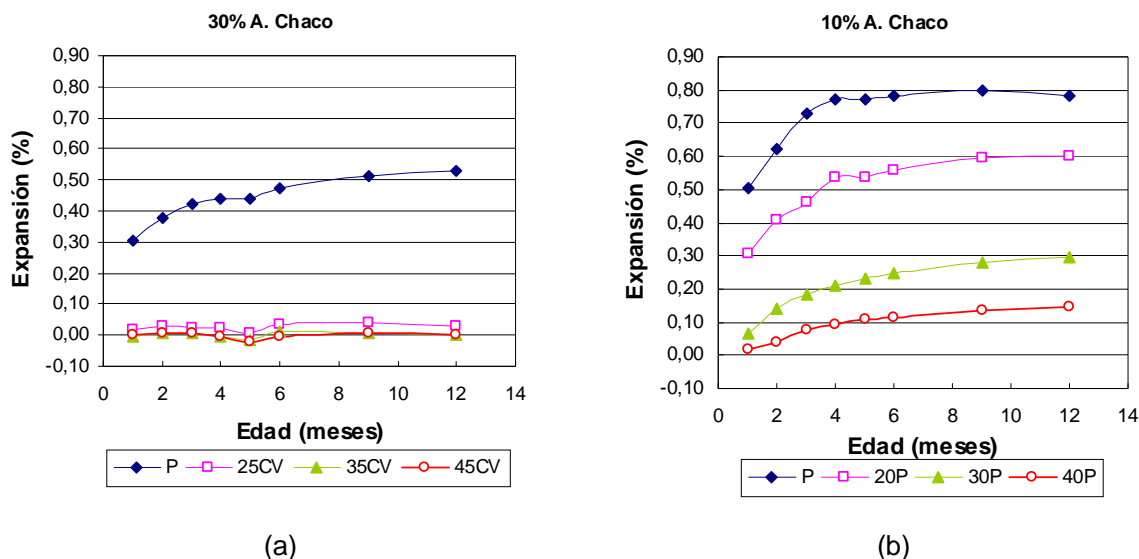 30% A. Chaco
0,90
0,80
0,70
0,60
0,50
0,40
0,30
0,20
0,10
0,00
-0,10
Expansión (%)
0 2 4 6 8 10 12 14
Edad (meses)
P 25CV 35CV 45CV
(a)
10% A. Chaco
0,90
0,80
0,70
0,60
0,50
0,40
0,30
0,20
0,10
0,00
-0,10
Expansión (%)
0 2 4 6 8 10 12 14
Edad (meses)
P 20P 30P 40P
(b)